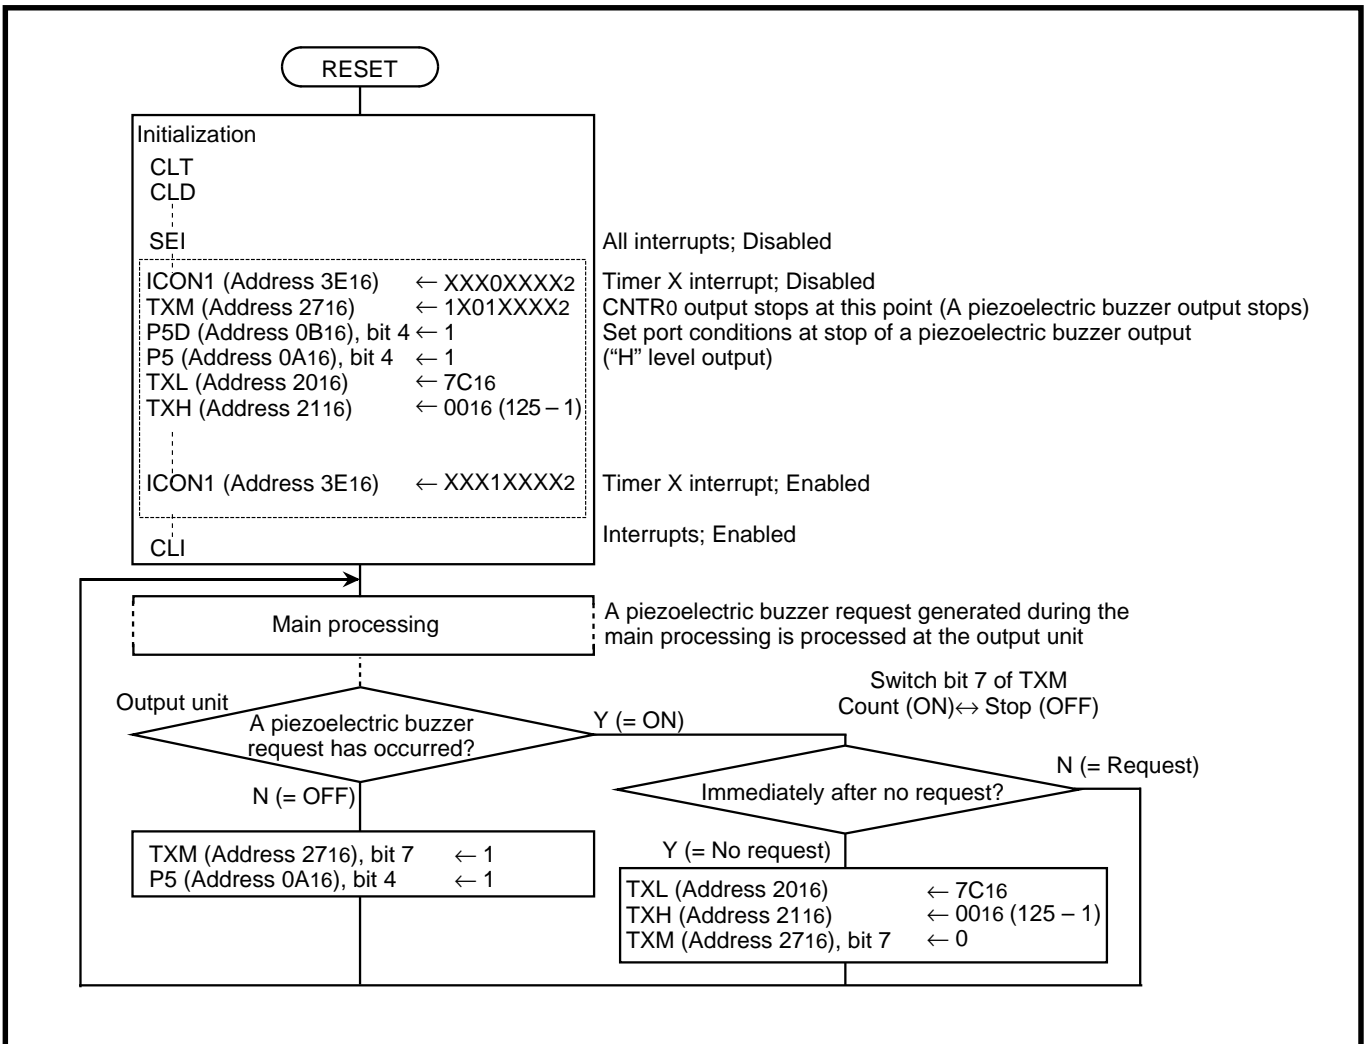 RESET
Initialization
CLT
CLD
SEI
All interrupts; Disabled
ICON1 (Address 3E16) ← XXX0XXXX2
Timer X interrupt; Disabled
TXM (Address 2716) ← 1X01XXXX2
CNTR0 output stops at this point (A piezoelectric buzzer output stops)
P5D (Address 0B16), bit 4 ← 1
Set port conditions at stop of a piezoelectric buzzer output
P5 (Address 0A16), bit 4 ← 1
(“H” level output)
TXL (Address 2016) ← 7C16
TXH (Address 2116) ← 0016 (125 – 1)
ICON1 (Address 3E16) ← XXX1XXXX2
Timer X interrupt; Enabled
Interrupts; Enabled
CLI
Main processing
A piezoelectric buzzer request generated during the
main processing is processed at the output unit
Switch bit 7 of TXM
Count (ON)↔ Stop (OFF)
Output unit
A piezoelectric buzzer
request has occurred?
Y (= ON)
N (= OFF)
Immediately after no request?
N (= Request)
Y (= No request)
TXM (Address 2716), bit 7 ← 1
P5 (Address 0A16), bit 4 ← 1
TXL (Address 2016) ← 7C16
TXH (Address 2116) ← 0016 (125 – 1)
TXM (Address 2716), bit 7 ← 0